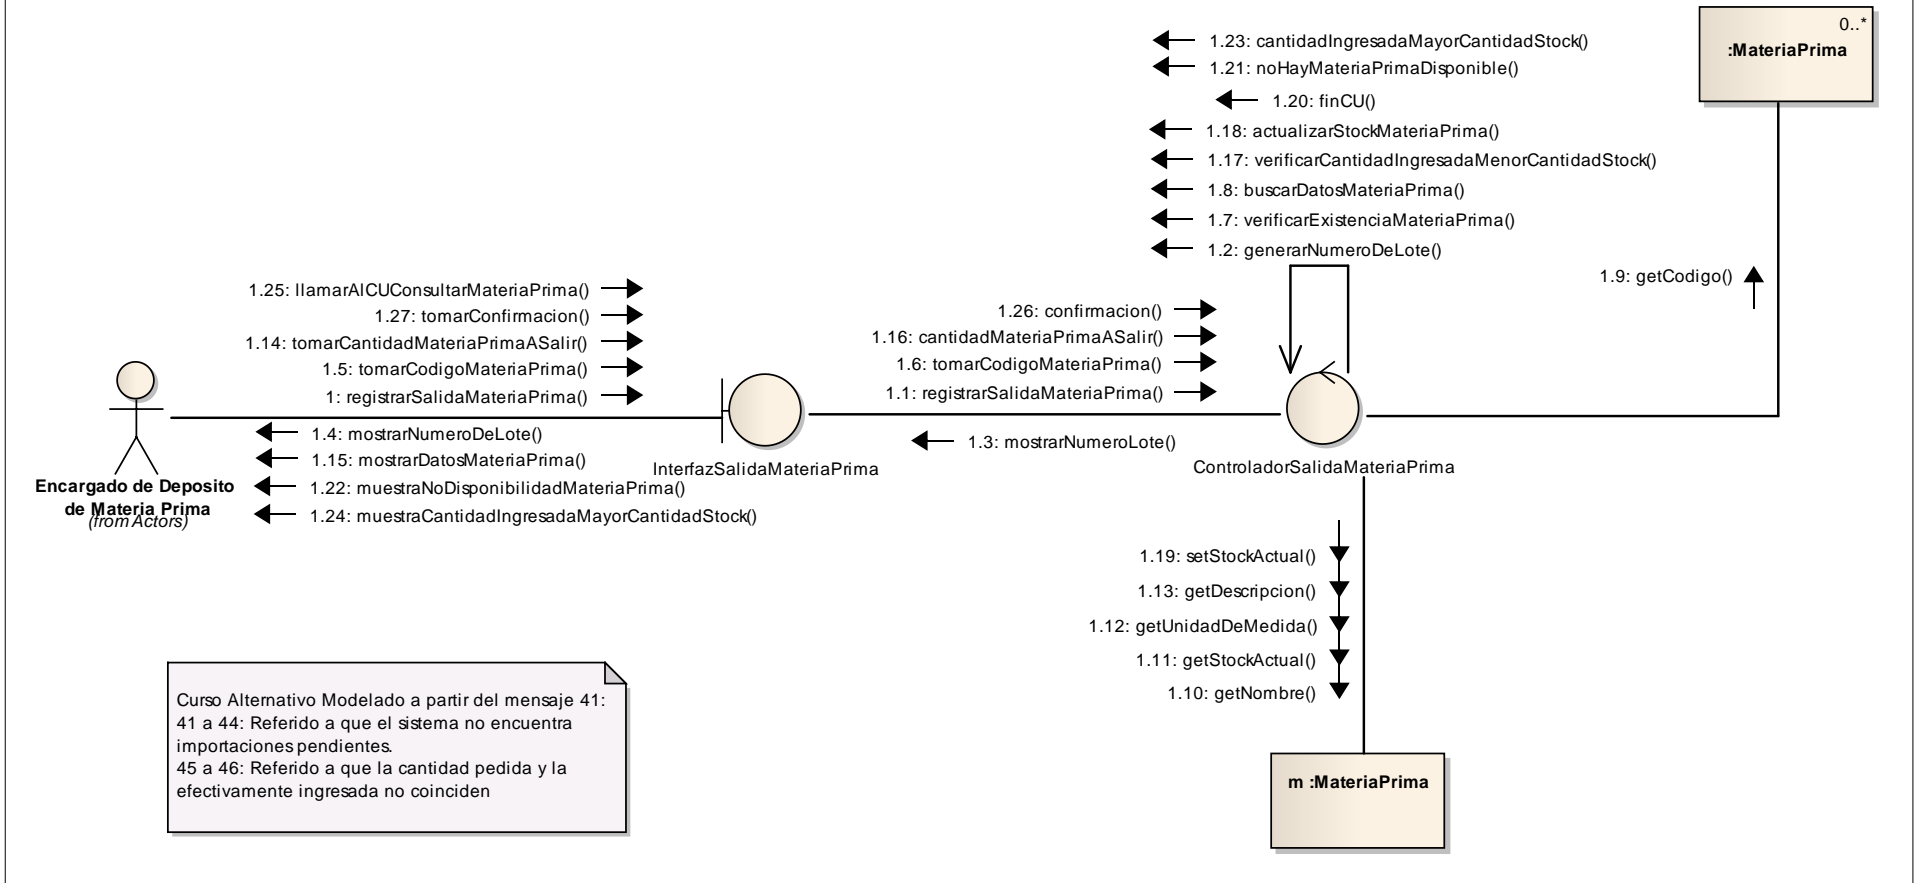 0..*
:MateriaPrima
1.23: cantidadIngresadaMayorCantidadStock()
1.21: noHayMateriaPrimaDisponible()
1.20: finCU()
1.18: actualizarStockMateriaPrima()
1.17: verificarCantidadIngresadaMenorCantidadStock()
1.8: buscarDatosMateriaPrima()
1.7: verificarExistenciaMateriaPrima()
1.2: generarNumeroDeLote()
1.9: getCodigo()
1.25: llamarAlCUConsultarMateriaPrima()
1.27: tomarConfirmacion()
1.14: tomarCantidadMateriaPrimaASalir()
1.5: tomarCodigoMateriaPrima()
1: registrarSalidaMateriaPrima()
1.26: confirmacion()
1.16: cantidadMateriaPrimaASalir()
1.6: tomarCodigoMateriaPrima()
1.1: registrarSalidaMateriaPrima()
1.4: mostrarNumeroDeLote()
1.15: mostrarDatosMateriaPrima()
1.22: muestraNoDisponibilidadMateriaPrima()
1.24: muestraCantidadIngresadaMayorCantidadStock()
1.3: mostrarNumeroLote()
InterfazSalidaMateriaPrima
ControladorSalidaMateriaPrima
Encargado de Deposito
de Materia Prima
(from Actors)
1.19: setStockActual()
1.13: getDescripcion()
1.12: getUnidadDeMedida()
1.11: getStockActual()
1.10: getNombre()
m :MateriaPrima
Curso Alternativo Modelado a partir del mensaje 41:
41 a 44: Referido a que el sistema no encuentra
importaciones pendientes.
45 a 46: Referido a que la cantidad pedida y la
efectivamente ingresada no coinciden